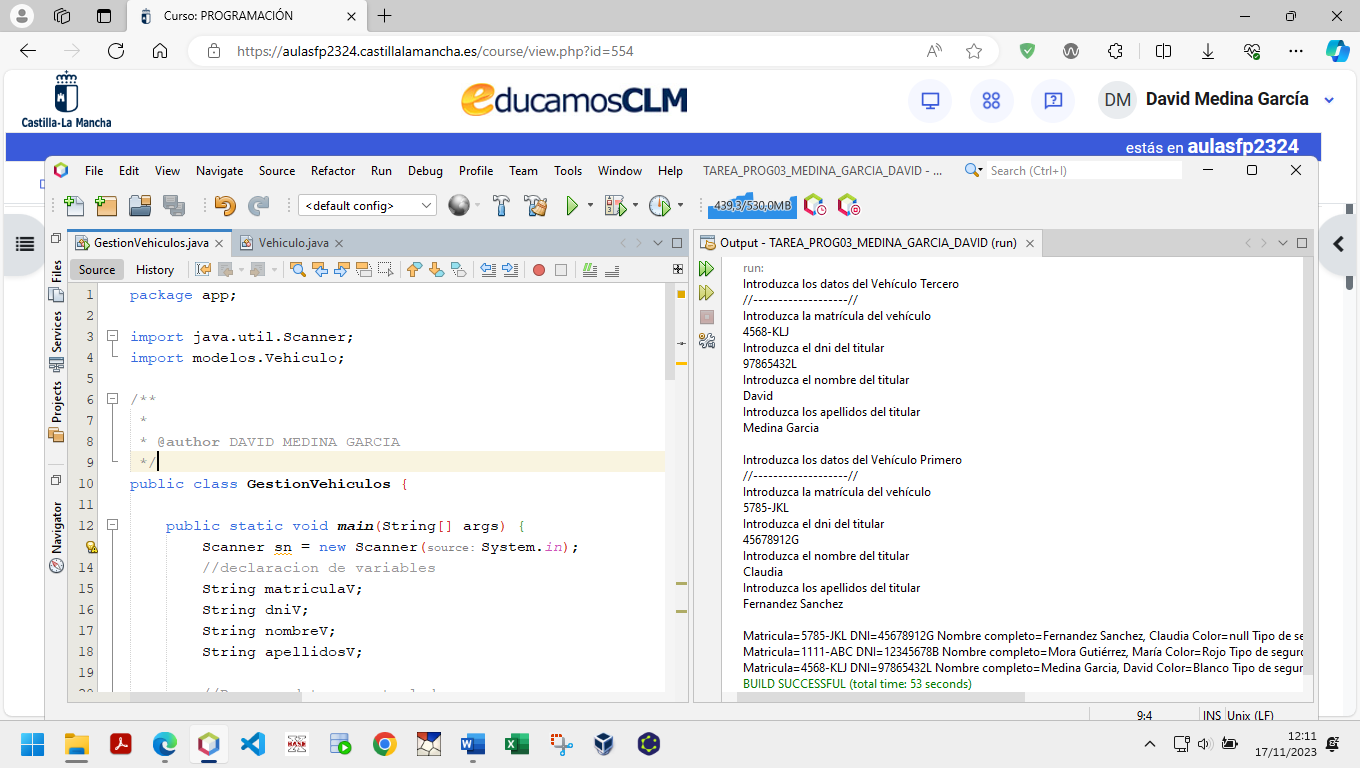 Curso: PROGRAMACIÓN
https://aulasfp2324.castillalamancha.es/course/view.php?id=554
Castilla-La Mancha
educamosCLM
DM David Medina García
estás en aulasfp2324
File Edit View Navigate Source Refactor Run Debug Profile Team Tools Window Help TAREA_PROG03_MEDINA_GARCIA_DAVID - ... Search (Ctrl+I)
<default config> 439,3/530,0MB
GestionVehiculos.java Vehiculo.java
Source History
Files
Services
Projects
Navigator
1 package app;
2
3 import java.util.Scanner;
4 import modelos.Vehiculo;
5
6 /**
7 *
8 * @author DAVID MEDINA GARCIA
9 */
10 public class GestionVehiculos {
11
12 public static void main(String[] args) {
Scanner sn = new Scanner(source: System.in);
14 //declaracion de variables
15 String matriculaV;
16 String dniV;
17 String nombreV;
18 String apellidosV;
19
Output - TAREA_PROG03_MEDINA_GARCIA_DAVID (run)
run:
Introduzca los datos del Vehículo Tercero
//-------------------//
Introduzca la matrícula del vehículo
4568-KLJ
Introduzca el dni del titular
97865432L
Introduzca el nombre del titular
David
Introduzca los apellidos del titular
Medina Garcia
Introduzca los datos del Vehículo Primero
//-------------------//
Introduzca la matrícula del vehículo
5785-JKL
Introduzca el dni del titular
45678912G
Introduzca el nombre del titular
Claudia
Introduzca los apellidos del titular
Fernandez Sanchez
Matricula=5785-JKL DNI=45678912G Nombre completo=Fernandez Sanchez, Claudia Color=null Tipo de se
Matricula=1111-ABC DNI=12345678B Nombre completo=Mora Gutiérrez, María Color=Rojo Tipo de segur
Matricula=4568-KLJ DNI=97865432L Nombre completo=Medina Garcia, David Color=Blanco Tipo de segur
BUILD SUCCESSFUL (total time: 53 seconds)
9:4 INS Unix (LF)
12:11
17/11/2023